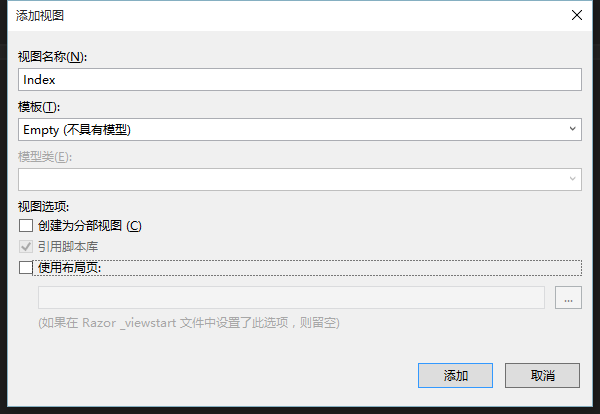 添加视图
视图名称(N):
Index
模板(T):
Empty (不具有模型)
模型类(E):
视图选项:
创建为分部视图 (C)
引用脚本库
使用布局页:
...
(如果在 Razor _viewstart 文件中设置了此选项，则留空)
添加 取消